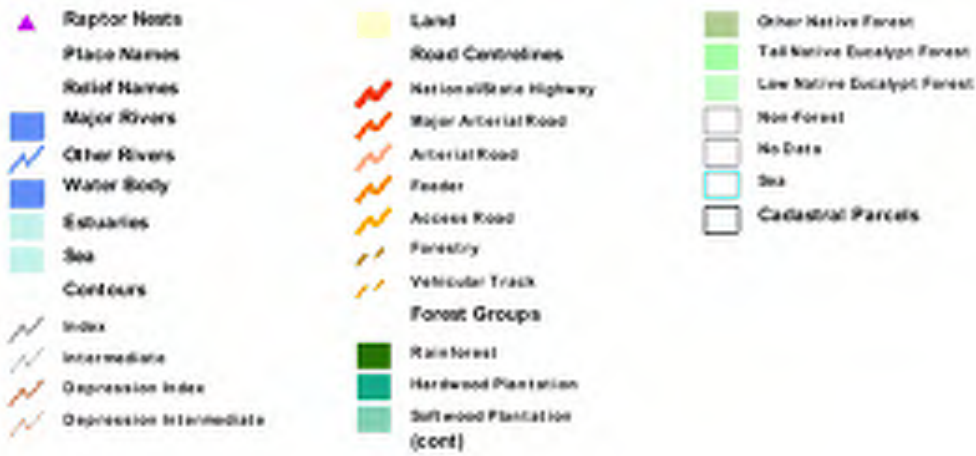 Raptor Nests
Place Names
Relief Names
Major Rivers
Other Rivers
Water Body
Estuaries
Sea
Contours
Index
Intermediate
Depression Index
Depression Intermediate
Land
Road Centrelines
National/State Highway
Major Arterial Road
Arterial Road
Feeder
Access Road
Forestry
Vehicular Track
Forest Groups
Rainforest
Hardwood Plantation
Softwood Plantation
(cont)
Other Native Forest
Tall Native Eucalypt Forest
Low Native Eucalypt Forest
Non-Forest
No Data
Sea
Cadastral Parcels